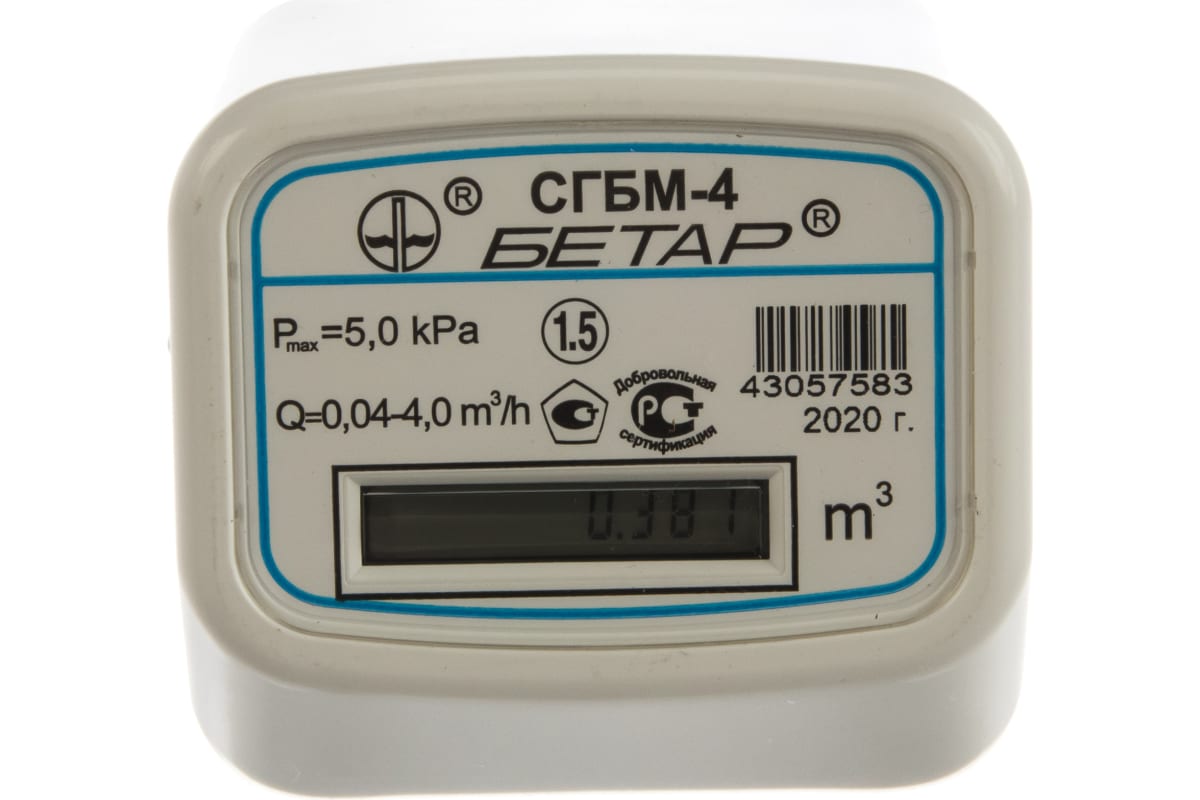 ® СГБМ-4
БЕТАР®
Pmax=5,0 kPa
1.5
43057583
2020 г.
Q=0,04-4,0 m³/h
Добровольная
РСТ
сертификация
0.381
m³